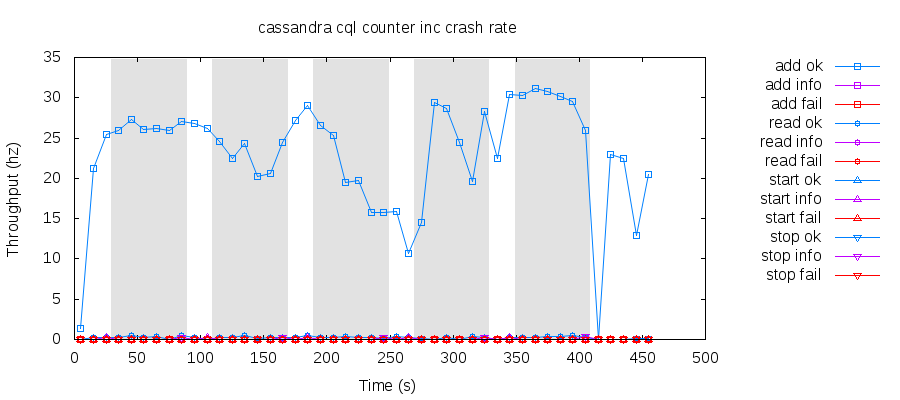 cassandra cql counter inc crash rate
35
30
25
20
15
10
5
0
0 50 100 150 200 250 300 350 400 450 500
Throughput (hz)
Time (s)
add ok
add info
add fail
read ok
read info
read fail
start ok
start info
start fail
stop ok
stop info
stop fail